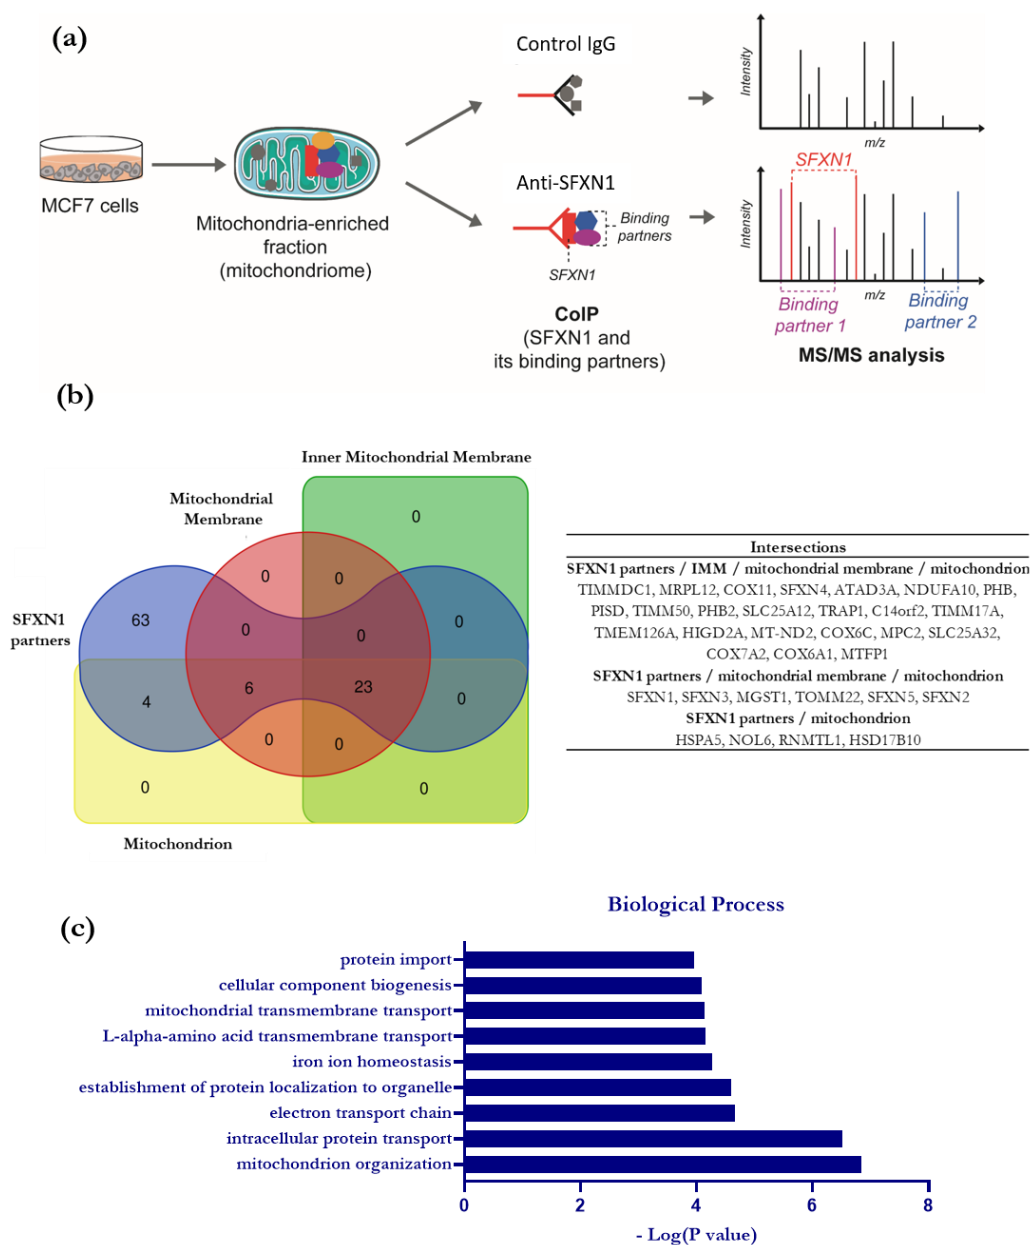 (a)
Control IgG
Intensity
m/z
MCF7 cells
Mitochondria-enriched
fraction
(mitochondriome)
Anti-SFXN1
Binding
partners
SFXN1
CoIP
(SFXN1 and
its binding partners)
SFXN1
Intensity
m/z
Binding
partner 1
Binding
partner 2
MS/MS analysis
(b)
Inner Mitochondrial Membrane
Mitochondrial
Membrane
SFXN1
partners
Mitochondrion
0
0
0
63
0
0
0
4
6
23
0
0
0
0
0
Intersections
SFXN1 partners / IMM / mitochondrial membrane / mitochondrion
TIMMDC1, MRPL12, COX11, SFXN4, ATAD3A, NDUFA10, PHB,
PISD, TIMM50, PHB2, SLC25A12, TRAP1, C14orf2, TIMM17A,
TMEM126A, HIGD2A, MT-ND2, COX6C, MPC2, SLC25A32,
COX7A2, COX6A1, MTFP1
SFXN1 partners / mitochondrial membrane / mitochondrion
SFXN1, SFXN3, MGST1, TOMM22, SFXN5, SFXN2
SFXN1 partners / mitochondrion
HSPA5, NOL6, RNMTL1, HSD17B10
(c)
Biological Process
protein import
cellular component biogenesis
mitochondrial transmembrane transport
L-alpha-amino acid transmembrane transport
iron ion homeostasis
establishment of protein localization to organelle
electron transport chain
intracellular protein transport
mitochondrion organization
0 2 4 6 8
- Log(P value)